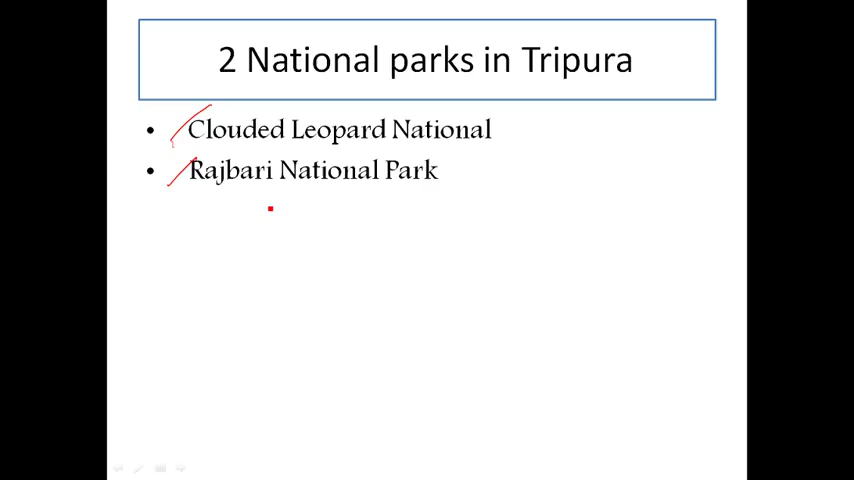 2 National parks in Tripura
• Clouded Leopard National
• Rajbari National Park